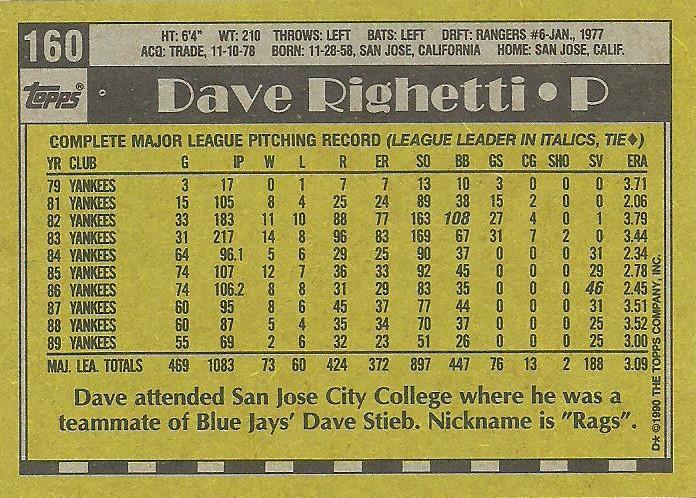 160
HT: 6'4" WT: 210 THROWS: LEFT BATS: LEFT DRFT: RANGERS #6-JAN., 1977
ACQ: TRADE, 11-10-78 BORN: 11-28-58, SAN JOSE, CALIFORNIA HOME: SAN JOSE, CALIF.
TOPPS®
Dave Righetti • P
COMPLETE MAJOR LEAGUE PITCHING RECORD (LEAGUE LEADER IN ITALICS, TIE♦)
YR CLUB G IP W L R ER SO BB GS CG SHO SV ERA
79 YANKEES 3 17 0 1 7 7 13 10 3 0 0 0 3.71
81 YANKEES 15 105 8 4 25 24 89 38 15 2 0 0 2.06
82 YANKEES 33 183 11 10 88 77 163 108 27 4 0 1 3.79
83 YANKEES 31 217 14 8 96 83 169 67 31 7 2 0 3.44
84 YANKEES 64 96.1 5 6 29 25 90 37 0 0 0 31 2.34
85 YANKEES 74 107 12 7 36 33 92 45 0 0 0 29 2.78
86 YANKEES 74 106.2 8 8 31 29 83 35 0 0 0 46 2.45
87 YANKEES 60 95 8 6 45 37 77 44 0 0 0 31 3.51
88 YANKEES 60 87 5 4 35 34 70 37 0 0 0 25 3.52
89 YANKEES 55 69 2 6 32 23 51 26 0 0 0 25 3.00
MAJ. LEA. TOTALS 469 1083 73 60 424 372 897 447 76 13 2 188 3.09
Dave attended San Jose City College where he was a
teammate of Blue Jays' Dave Stieb. Nickname is "Rags".
D* © 1990 THE TOPPS COMPANY, INC.